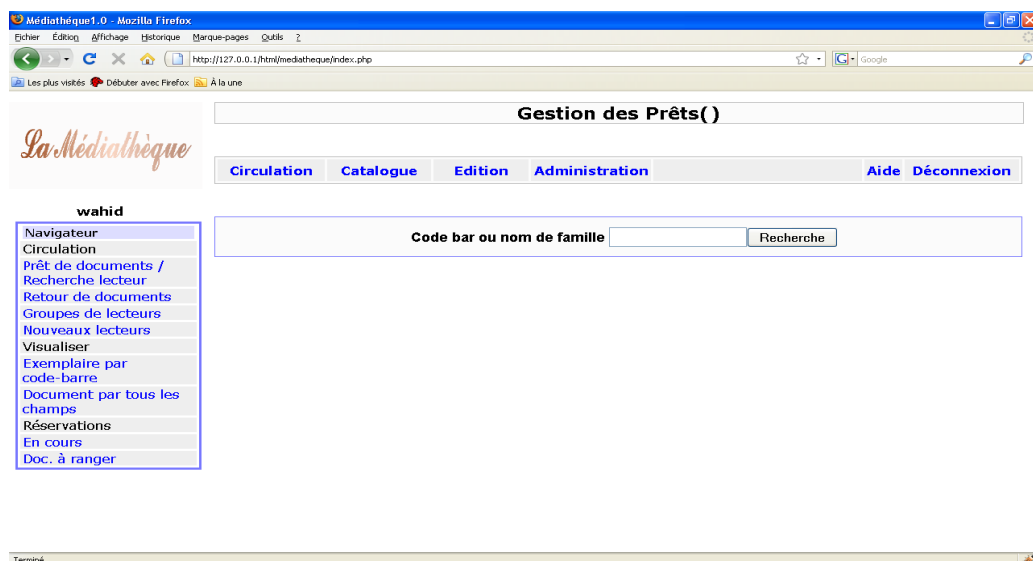 Médiathéque1.0 - Mozilla Firefox
Fichier Édition Affichage Historique Marque-pages Outils ?
http://127.0.0.1/html/mediatheque/index.php
G Google
Les plus visités Débuter avec Firefox À la une
La Médiathèque
Gestion des Prêts()
Circulation Catalogue Edition Administration Aide Déconnexion
wahid
Navigateur
Circulation
Prêt de documents /
Recherche lecteur
Retour de documents
Groupes de lecteurs
Nouveaux lecteurs
Visualiser
Exemplaire par
code-barre
Document par tous les
champs
Réservations
En cours
Doc. à ranger
Code bar ou nom de famille Recherche
Terminé